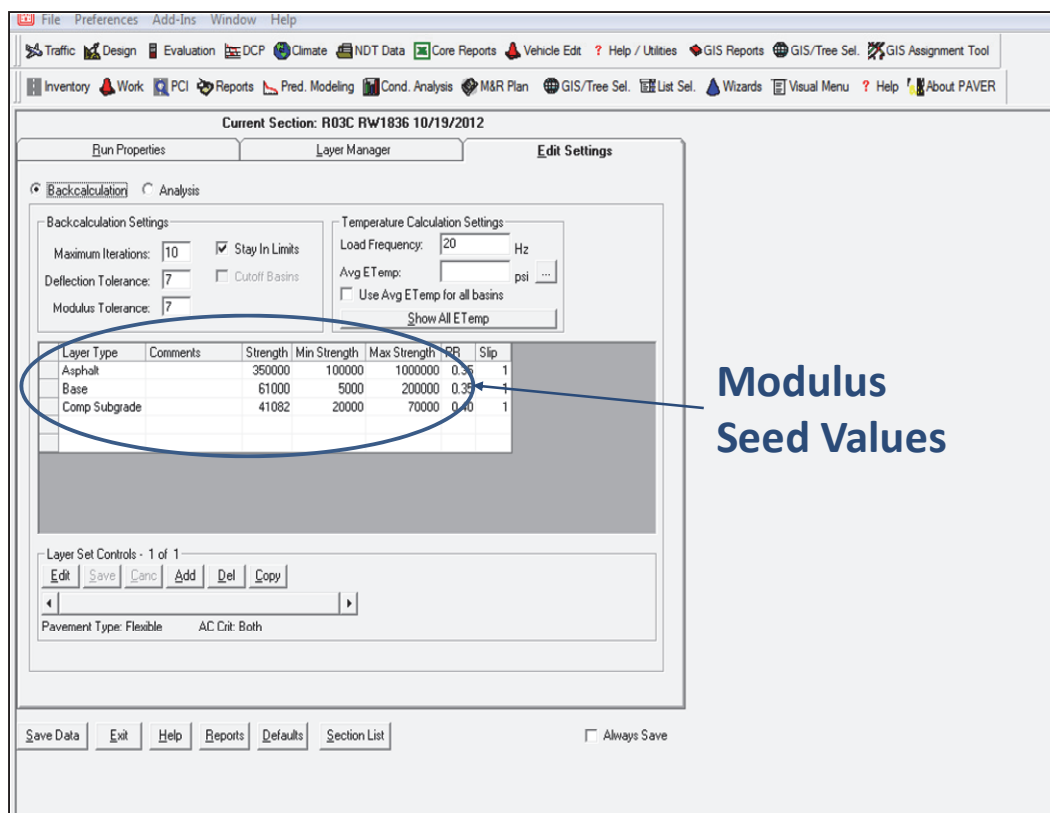 File Preferences Add-Ins Window Help
Traffic Design Evaluation DCP Climate NDT Data Core Reports Vehicle Edit ? Help / Utilities GIS Reports GIS/Tree Sel. GIS Assignment Tool
Inventory Work PCI Reports Pred. Modeling Cond. Analysis M&R Plan GIS/Tree Sel. List Sel. Wizards Visual Menu ? Help About PAVER
Current Section: R03C RW1836 10/19/2012
Run Properties Layer Manager Edit Settings
Backcalculation Analysis
Backcalculation Settings
Maximum Iterations: 10 Stay In Limits
Deflection Tolerance: 7 Cutoff Basins
Modulus Tolerance: 7
Temperature Calculation Settings
Load Frequency: 20 Hz
Avg ETemp: psi ...
Use Avg ETemp for all basins
Show All ETemp
Layer Type Comments Strength Min Strength Max Strength PR Slip
Asphalt 350000 100000 1000000 0.35 1
Base 61000 5000 200000 0.35 1
Comp Subgrade 41082 20000 70000 0.40 1
Modulus
Seed Values
Layer Set Controls - 1 of 1
Edit Save Canc Add Del Copy
Pavement Type: Flexible AC Crit: Both
Save Data Exit Help Reports Defaults Section List Always Save